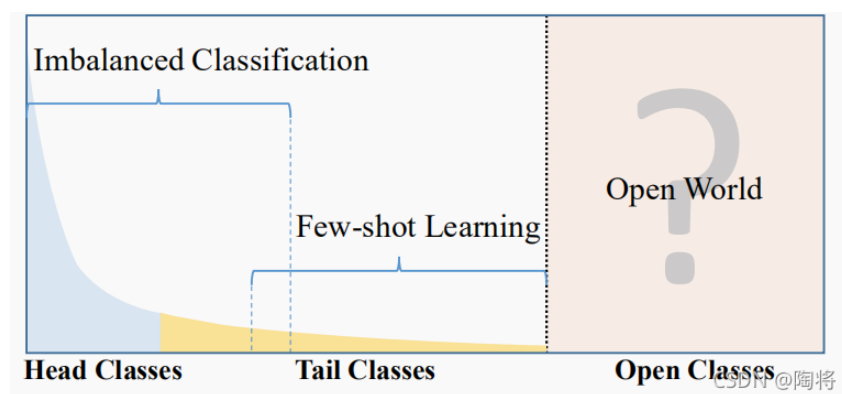 Imbalanced Classification
?
Open World
Few-shot Learning
Head Classes
Tail Classes
Open Classes
CSDN @陶将